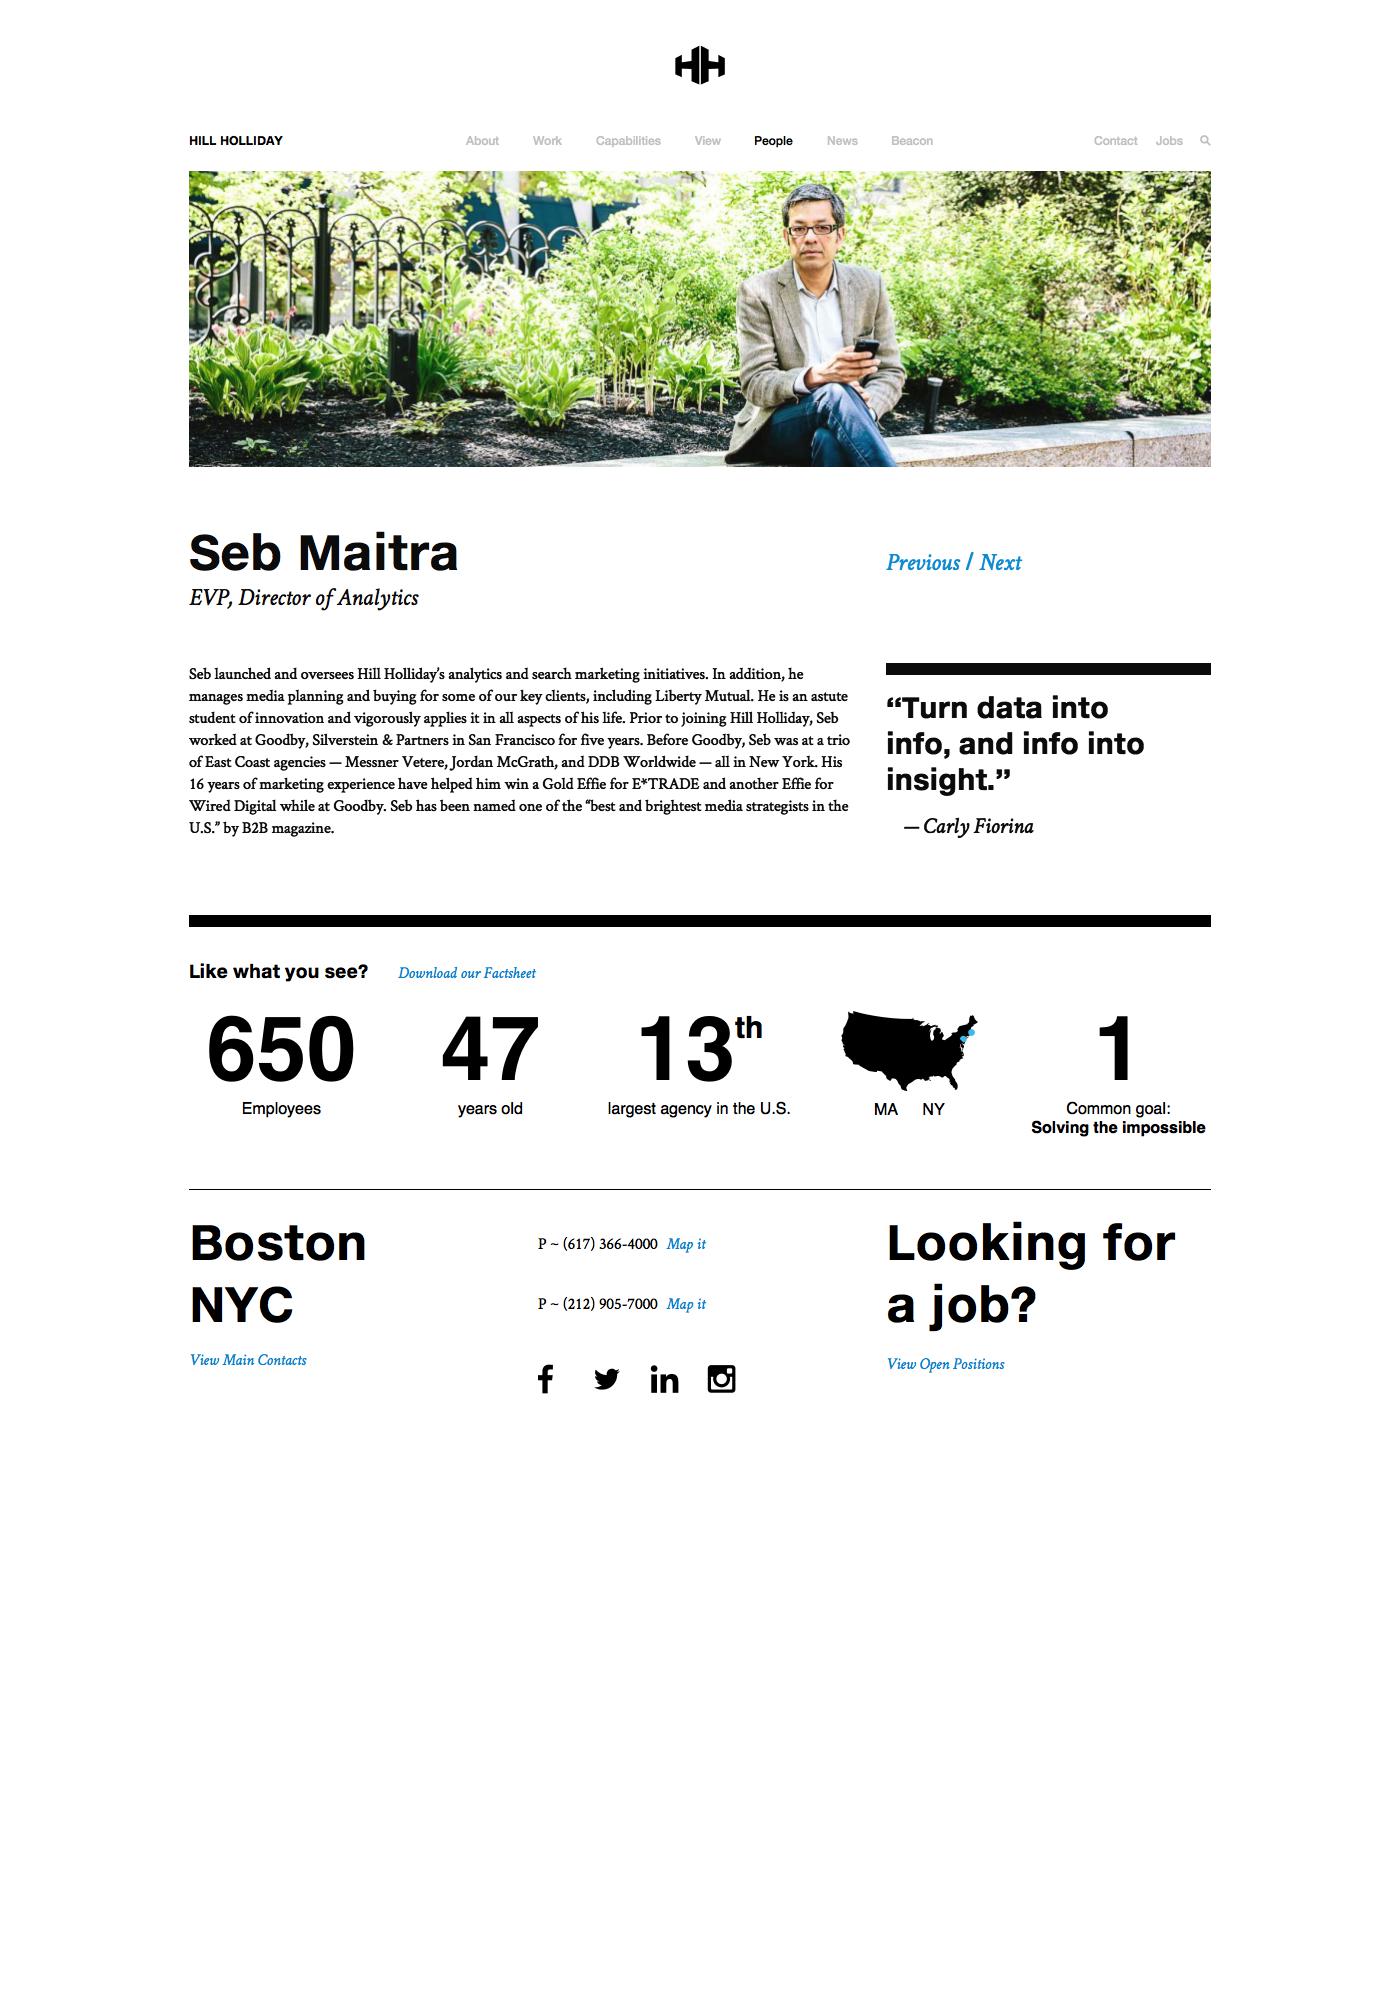 HH
HILL HOLLIDAY
About Work Capabilities View People News Beacon
Contact Jobs
Seb Maitra
EVP, Director of Analytics
Previous / Next
Seb launched and oversees Hill Holliday’s analytics and search marketing initiatives. In addition, he
manages media planning and buying for some of our key clients, including Liberty Mutual. He is an astute
student of innovation and vigorously applies it in all aspects of his life. Prior to joining Hill Holliday, Seb
worked at Goodby, Silverstein & Partners in San Francisco for five years. Before Goodby, Seb was at a trio
of East Coast agencies — Messner Vetere, Jordan McGrath, and DDB Worldwide — all in New York. His
16 years of marketing experience have helped him win a Gold Effie for E*TRADE and another Effie for
Wired Digital while at Goodby. Seb has been named one of the “best and brightest media strategists in the
U.S.” by B2B magazine.
“Turn data into
info, and info into
insight.”
— Carly Fiorina
Like what you see? Download our Factsheet
650
Employees
47
years old
13th
largest agency in the U.S.
MA NY
1
Common goal:
Solving the impossible
Boston
NYC
View Main Contacts
P ~ (617) 366-4000 Map it
P ~ (212) 905-7000 Map it
Looking for
a job?
View Open Positions